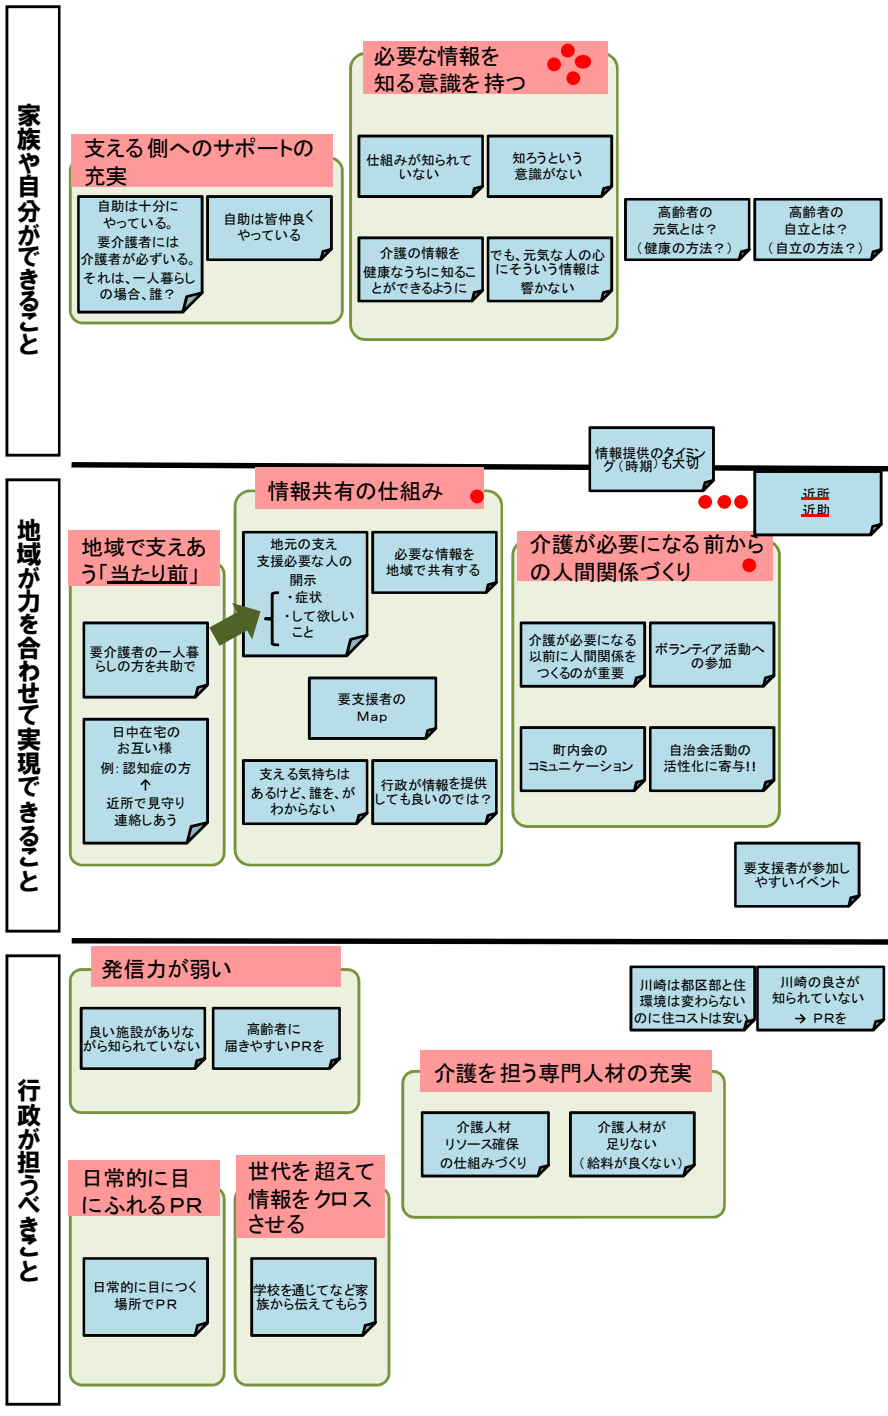 家族や自分ができること
必要な情報を
知る意識を持つ
仕組みが知られて
いない
知ろうという
意識がない
介護の情報を
健康なうちに知るこ
とができるように
でも、元気な人の心
にそういう情報は
響かない
支える側へのサポートの
充実
自助は十分に
やっている。
要介護者には
介護者が必ずいる。
それは、一人暮らし
の場合、誰？
自助は皆仲良く
やっている
高齢者の
元気とは？
（健康の方法？）
高齢者の
自立とは？
（自立の方法？）
情報提供のタイミン
グ（時期）も大切
地域が力を合わせて実現できること
近所
近助
地域で支えあ
う「当たり前」
要介護者の一人暮
らしの方を共助で
日中在宅の
お互い様
例：認知症の方
↑
近所で見守り
連絡しあう
情報共有の仕組み
地元の支え
支援必要な人の
開示
・症状
・して欲しい
こと
必要な情報を
地域で共有する
要支援者の
Map
支える気持ちは
あるけど、誰を、が
わからない
行政が情報を提供
しても良いのでは？
介護が必要になる前から
の人間関係づくり
介護が必要になる
以前に人間関係を
つくるのが重要
ボランティア活動へ
の参加
町内会の
コミュニケーション
自治会活動の
活性化に寄与!!
要支援者が参加し
やすいイベント
行政が担うべきこと
発信力が弱い
良い施設がありな
がら知られていない
高齢者に
届きやすいPRを
川崎は都区部と住
環境は変わらない
のに住コストは安い
川崎の良さが
知られていない
→ PRを
介護を担う専門人材の充実
介護人材
リソース確保
の仕組みづくり
介護人材が
足りない
（給料が良くない）
日常的に目
にふれるPR
日常的に目につく
場所でPR
世代を超えて
情報をクロス
させる
学校を通じてなど家
族から伝えてもらう